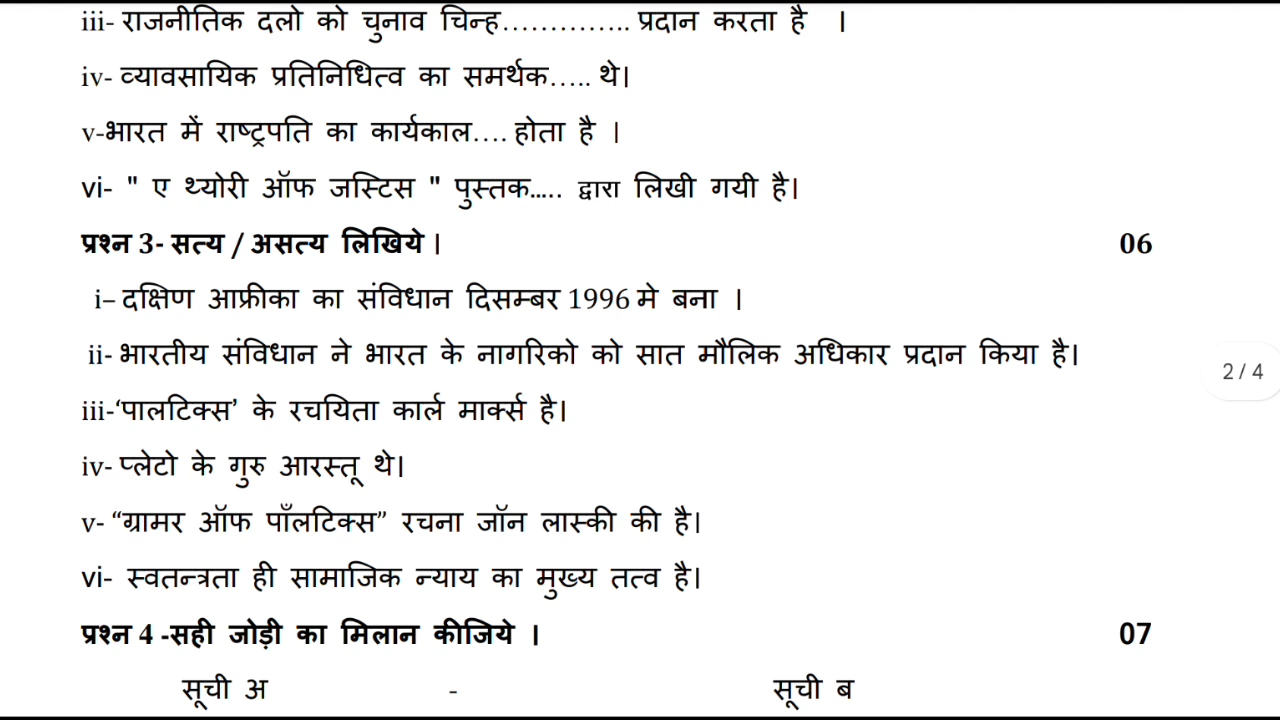 iii- राजनीतिक दलो को चुनाव चिन्ह.............. प्रदान करता है ।
iv- व्यावसायिक प्रतिनिधित्व का समर्थक..... थे।
v-भारत में राष्ट्रपति का कार्यकाल.... होता है ।
vi- " ए थ्योरी ऑफ जस्टिस " पुस्तक..... द्वारा लिखी गयी है।
प्रश्न 3- सत्य / असत्य लिखिये । 06
i– दक्षिण आफ्रीका का संविधान दिसम्बर 1996 मे बना ।
ii- भारतीय संविधान ने भारत के नागरिको को सात मौलिक अधिकार प्रदान किया है।
2 / 4
iii-‘पालटिक्स’ के रचयिता कार्ल मार्क्स है।
iv- प्लेटो के गुरु आरस्तू थे।
v- “ग्रामर ऑफ पाँलटिक्स” रचना जॉन लास्की की है।
vi- स्वतन्त्रता ही सामाजिक न्याय का मुख्य तत्व है।
प्रश्न 4 -सही जोड़ी का मिलान कीजिये । 07
सूची अ - सूची ब